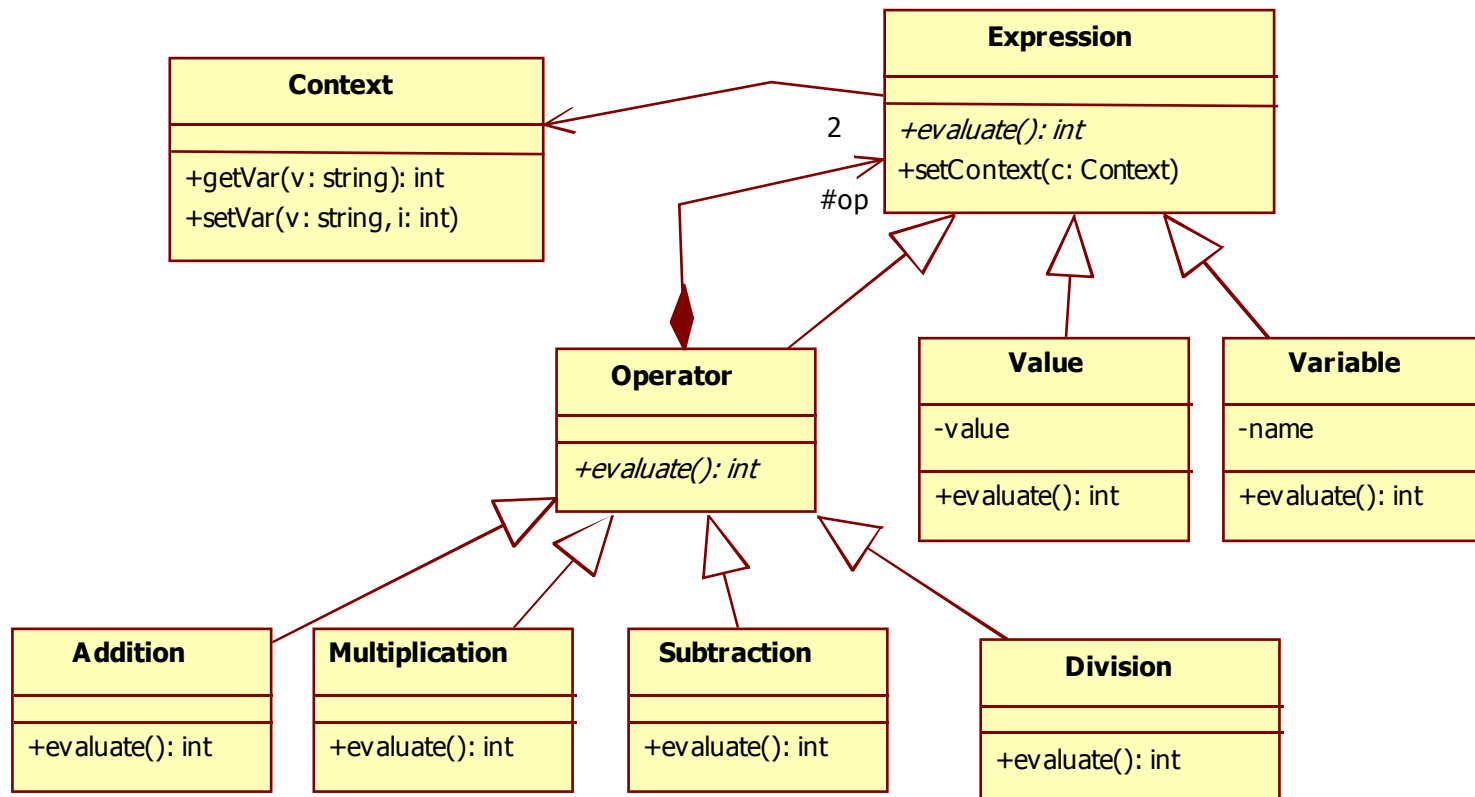 Expression
+evaluate(): int
+setContext(c: Context)
Context
+getVar(v: string): int
+setVar(v: string, i: int)
2
#op
Operator
+evaluate(): int
Value
-value
+evaluate(): int
Variable
-name
+evaluate(): int
Addition
+evaluate(): int
Multiplication
+evaluate(): int
Subtraction
+evaluate(): int
Division
+evaluate(): int